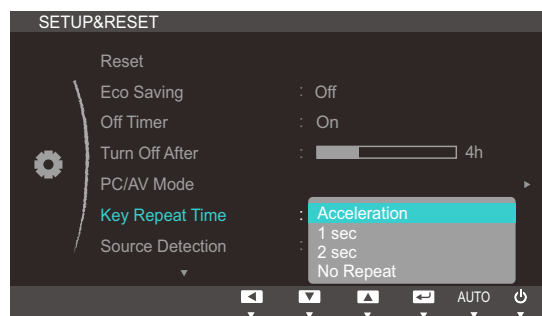 SETUP&RESET
Reset
Eco Saving : Off
Off Timer : On
Turn Off After : 4h
PC/AV Mode
Key Repeat Time : Acceleration
1 sec
Source Detection : 2 sec
No Repeat
AUTO